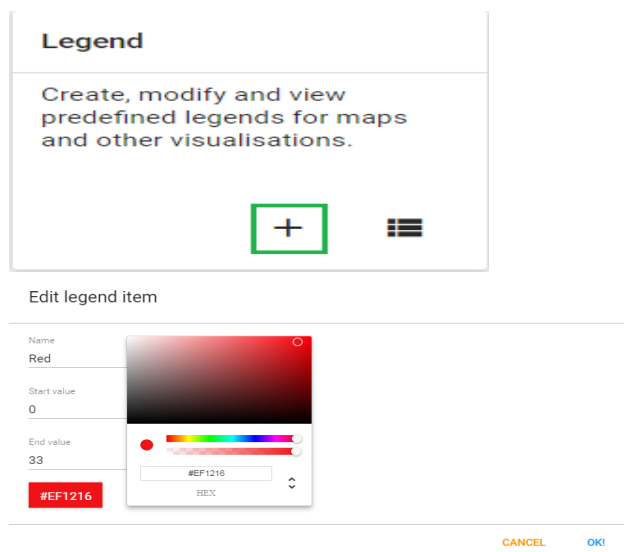 Legend
Create, modify and view
predefined legends for maps
and other visualisations.
Edit legend item
Name
Red
Start value
0
End value
33
#EF1216
#EF1216
HEX
CANCEL OK!